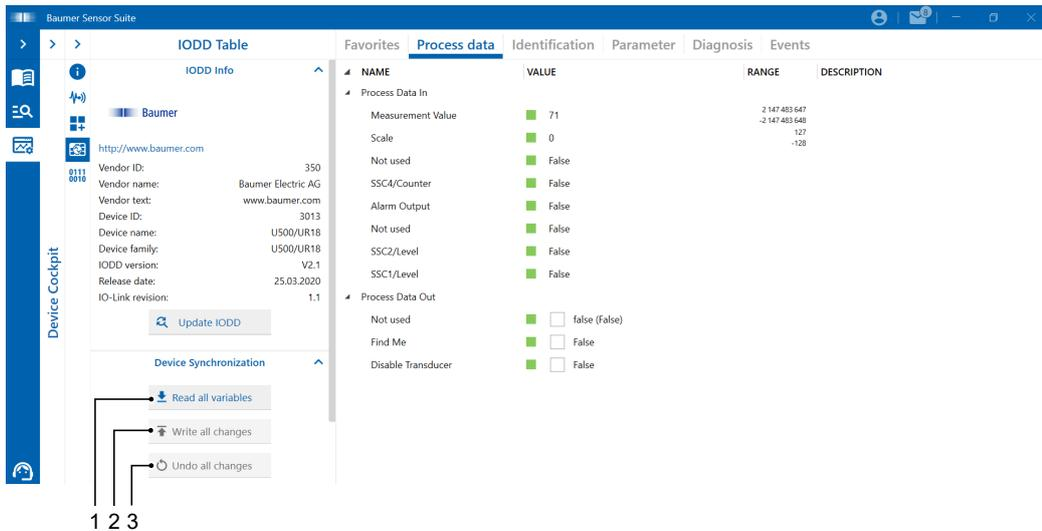 Baumer Sensor Suite
8
IODD Table
Favorites Process data Identification Parameter Diagnosis Events
IODD Info
Baumer
http://www.baumer.com
Vendor ID: 350
Vendor name: Baumer Electric AG
Vendor text: www.baumer.com
Device ID: 3013
Device name: U500/UR18
Device family: U500/UR18
IODD version: V2.1
Release date: 25.03.2020
IO-Link revision: 1.1
Update IODD
Device Synchronization
Read all variables
Write all changes
Undo all changes
0111
0010
Device Cockpit
NAME VALUE RANGE DESCRIPTION
Process Data In
Measurement Value 71 2 147 483 647
-2 147 483 648
Scale 0 127
-128
Not used False
SSC4/Counter False
Alarm Output False
Not used False
SSC2/Level False
SSC1/Level False
Process Data Out
Not used false (False)
Find Me False
Disable Transducer False
1 2 3